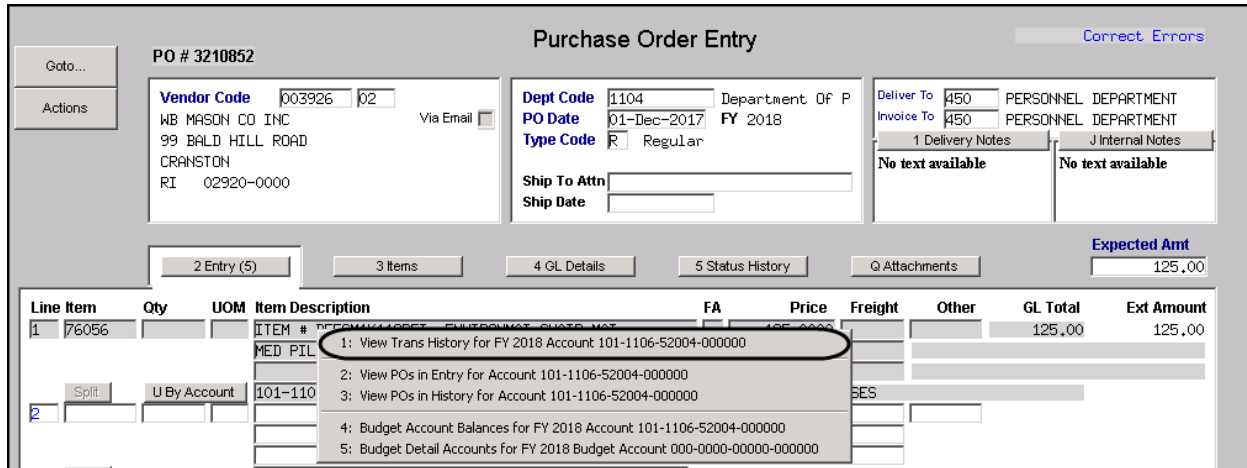 Purchase Order Entry
Correct Errors
Goto...
Actions
PO # 3210852
Vendor Code 003926 02
WB MASON CO INC
Via Email
99 BALD HILL ROAD
CRANSTON
RI 02920-0000
Dept Code 1104 Department Of P
PO Date 01-Dec-2017 FY 2018
Type Code R Regular
Ship To Attn
Ship Date
Deliver To 450 PERSONNEL DEPARTMENT
Invoice To 450 PERSONNEL DEPARTMENT
1 Delivery Notes J Internal Notes
No text available No text available
Expected Amt
125.00
2 Entry (5) 3 Items 4 GL Details 5 Status History Q Attachments
Line Item Qty UOM Item Description FA Price Freight Other GL Total Ext Amount
1 76056 ITEM # 125.00 125.00
MED PIL
1: View Trans History for FY 2018 Account 101-1106-52004-000000
2: View POs in Entry for Account 101-1106-52004-000000
3: View POs in History for Account 101-1106-52004-000000
Split U By Account 101-110 SES
2
4: Budget Account Balances for FY 2018 Account 101-1106-52004-000000
5: Budget Detail Accounts for FY 2018 Budget Account 000-0000-00000-000000